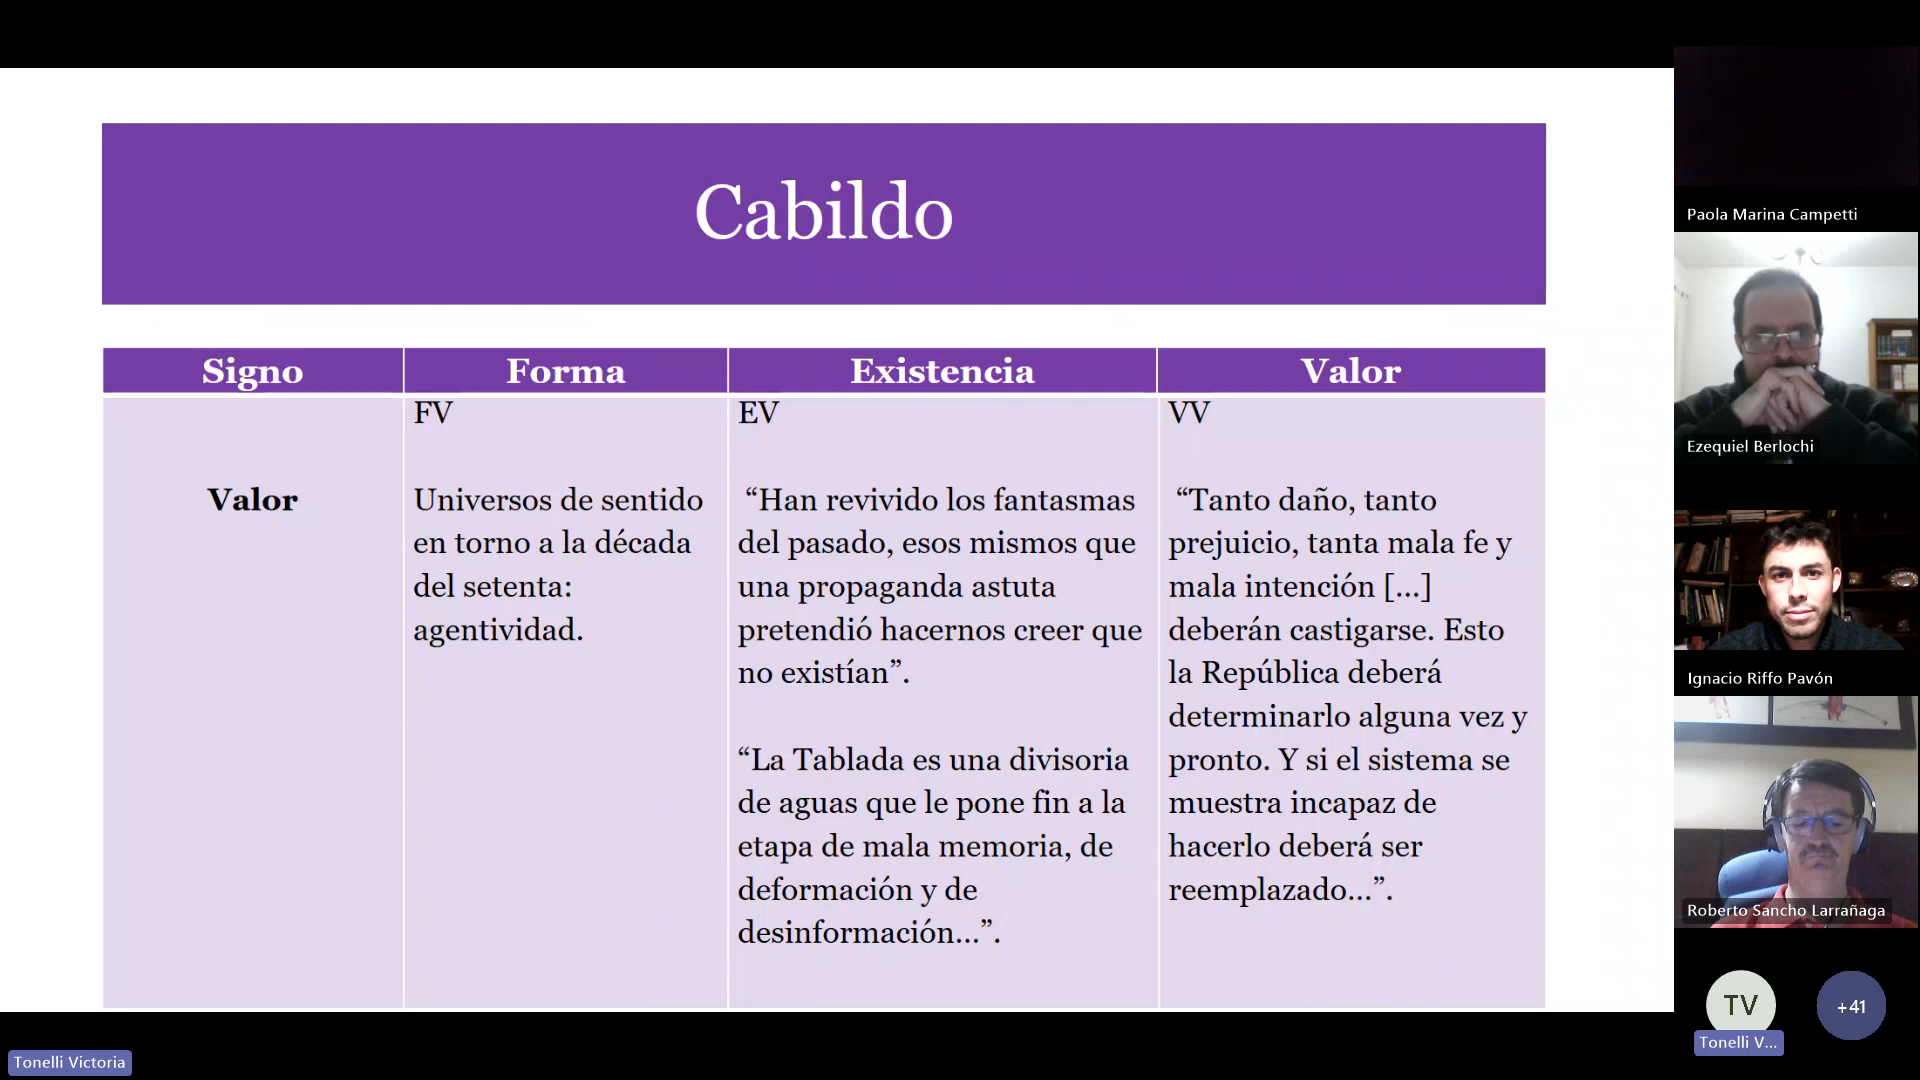 Cabildo
Signo
Forma
Existencia
Valor
Valor
FV
Universos de sentido
en torno a la década
del setenta:
agentividad.
EV
“Han revivido los fantasmas
del pasado, esos mismos que
una propaganda astuta
pretendió hacernos creer que
no existían”.
“La Tablada es una divisoria
de aguas que le pone fin a la
etapa de mala memoria, de
deformación y de
desinformación...”.
VV
“Tanto daño, tanto
prejuicio, tanta mala fe y
mala intención [...]
deberán castigarse. Esto
la República deberá
determinarlo alguna vez y
pronto. Y si el sistema se
muestra incapaz de
hacerlo deberá ser
reemplazado...”.
Paola Marina Campetti
Ezequiel Berlochi
Ignacio Riffo Pavón
Roberto Sancho Larrañaga
TV
+41
Tonelli V...
Tonelli Victoria